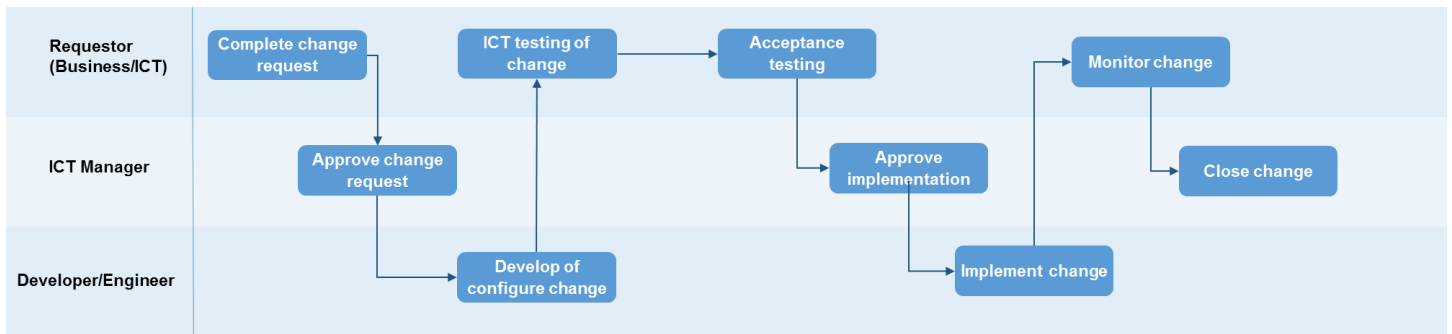 Requestor
(Business/ICT)
Complete change
request
ICT testing of
change
Acceptance
testing
Monitor change
ICT Manager
Approve change
request
Approve
implementation
Close change
Developer/Engineer
Develop of
configure change
Implement change